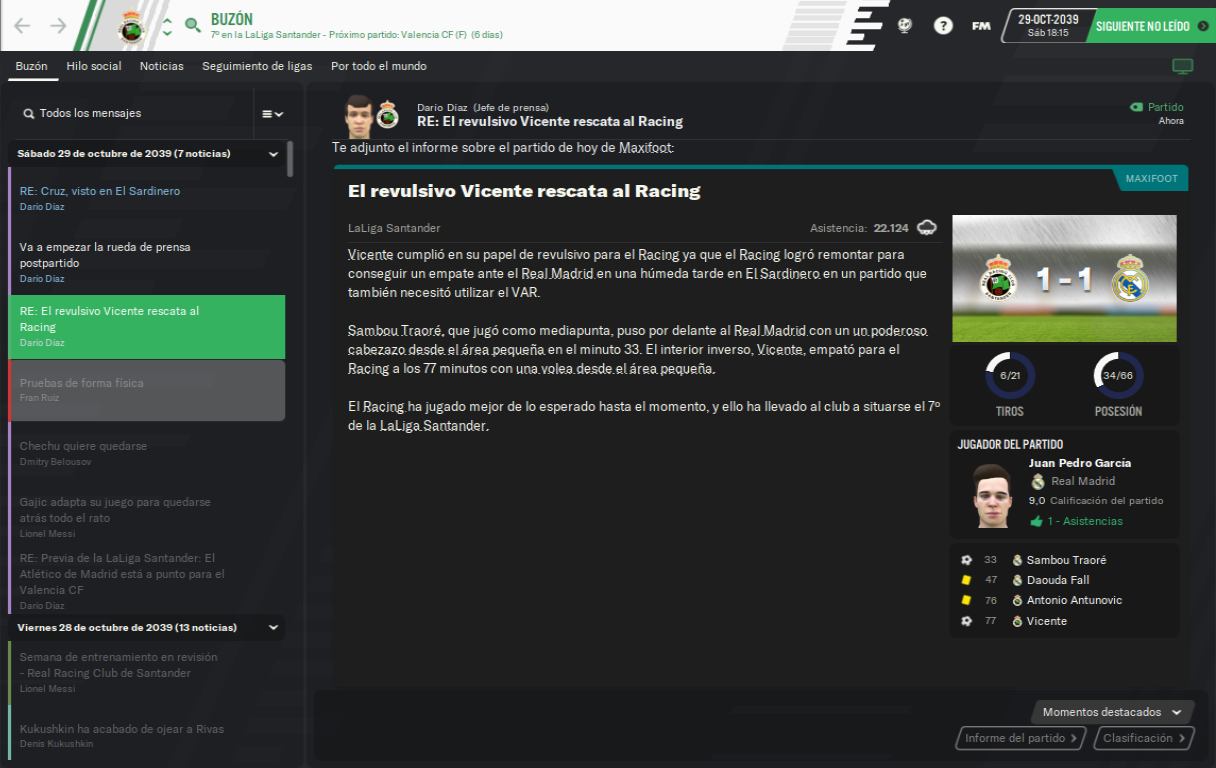 BUZÓN
7º en la LaLiga Santander - Próximo partido: Valencia CF (F) (6 días)
FM
29-OCT-2039
Sáb 18:15
SIGUIENTE NO LEÍDO
Buzón Hilo social Noticias Seguimiento de ligas Por todo el mundo
Todos los mensajes
Sábado 29 de octubre de 2039 (7 noticias)
RE: Cruz, visto en El Sardinero
Darío Díaz
Va a empezar la rueda de prensa
postpartido
Darío Díaz
RE: El revulsivo Vicente rescata al
Racing
Darío Díaz
Pruebas de forma física
Fran Ruiz
Chechu quiere quedarse
Dmitry Belousov
Gajic adapta su juego para quedarse
atrás todo el rato
Lionel Messi
RE: Previa de la LaLiga Santander: El
Atlético de Madrid está a punto para el
Valencia CF
Darío Díaz
Viernes 28 de octubre de 2039 (13 noticias)
Semana de entrenamiento en revisión
- Real Racing Club de Santander
Lionel Messi
Kukushkin ha acabado de ojear a Rivas
Denis Kukushkin
Darío Díaz (Jefe de prensa)
RE: El revulsivo Vicente rescata al Racing
Partido
Ahora
Te adjunto el informe sobre el partido de hoy de Maxifoot:
MAXIFOOT
El revulsivo Vicente rescata al Racing
LaLiga Santander
Asistencia: 22.124
Vicente cumplió en su papel de revulsivo para el Racing ya que el Racing logró remontar para
conseguir un empate ante el Real Madrid en una húmeda tarde en El Sardinero en un partido que
también necesitó utilizar el VAR.
Sambou Traoré, que jugó como mediapunta, puso por delante al Real Madrid con un un poderoso
cabezazo desde el área pequeña en el minuto 33. El interior inverso, Vicente, empató para el
Racing a los 77 minutos con una volea desde el área pequeña.
El Racing ha jugado mejor de lo esperado hasta el momento, y ello ha llevado al club a situarse el 7º
de la LaLiga Santander.
1 - 1
6/21
TIROS
34/66
POSESIÓN
JUGADOR DEL PARTIDO
Juan Pedro García
Real Madrid
9,0 Calificación del partido
1 - Asistencias
33 Sambou Traoré
47 Daouda Fall
76 Antonio Antunovic
77 Vicente
Momentos destacados
Informe del partido
Clasificación